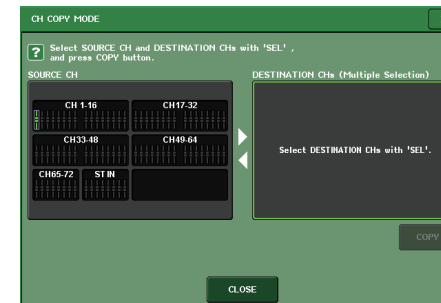 CH COPY MODE
? Select SOURCE CH and DESTINATION CHs with 'SEL' ,
and press COPY button.
SOURCE CH
DESTINATION CHs (Multiple Selection)
CH 1-16
CH17-32
CH33-48
CH49-64
CH65-72
ST IN
Select DESTINATION CHs with 'SEL'.
COPY
CLOSE